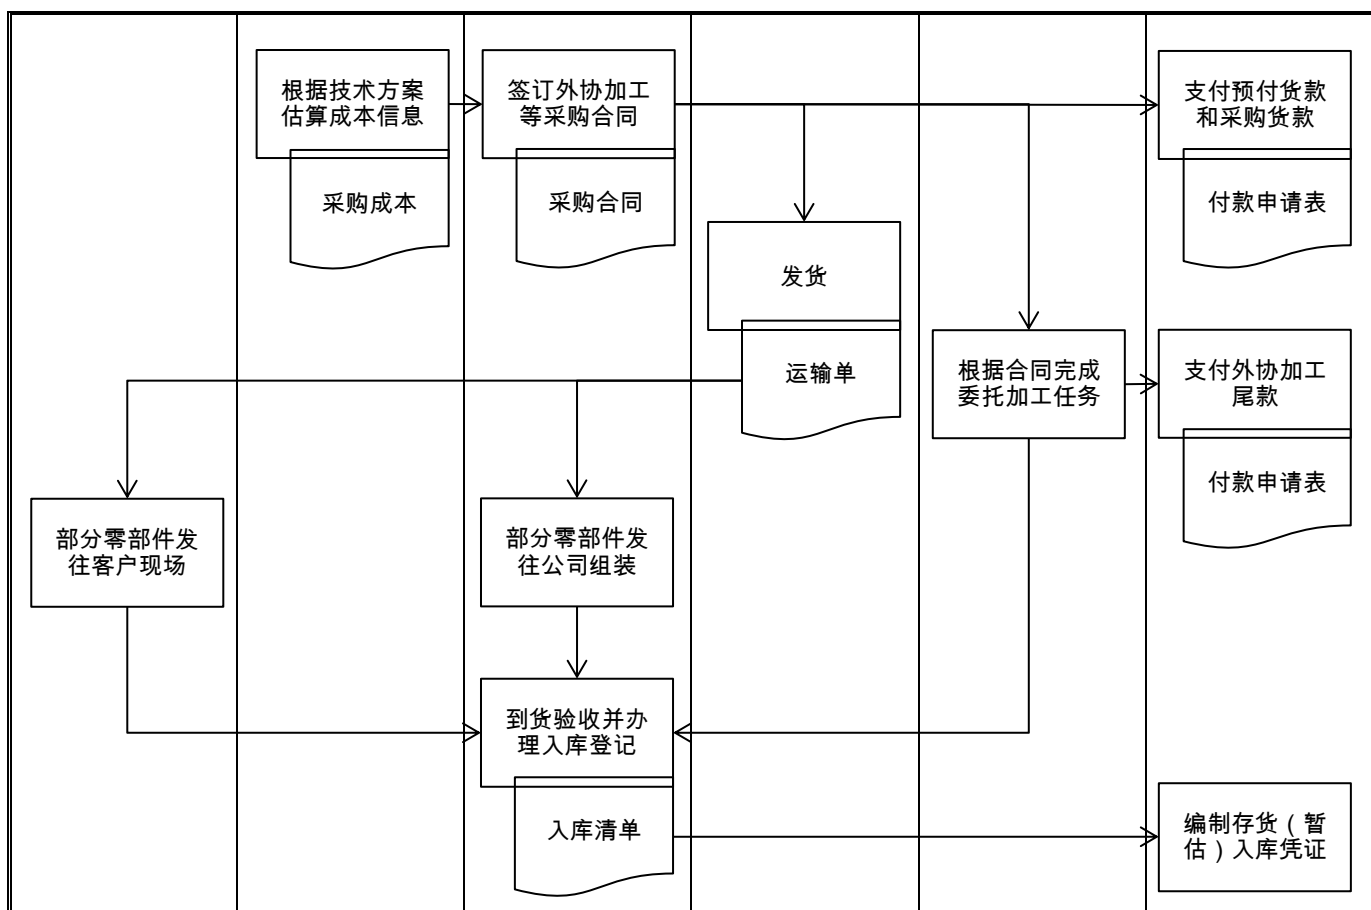 根据技术方案
估算成本信息
采购成本
签订外协加工
等采购合同
采购合同
支付预付货款
和采购货款
付款申请表
发货
运输单
根据合同完成
委托加工任务
支付外协加工
尾款
付款申请表
部分零部件发
往客户现场
部分零部件发
往公司组装
到货验收并办
理入库登记
入库清单
编制存货（暂
估）入库凭证